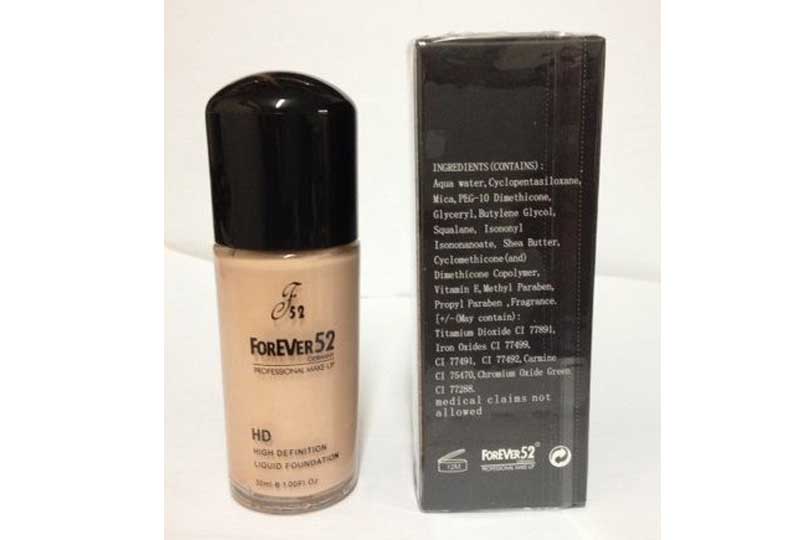 F
52
FOREVER52
GERMANY
PROFESSIONAL MAKE-UP
HD
HIGH DEFINITION
LIQUID FOUNDATION
30ml e 1.00Fl.Oz
INGREDIENTS(CONTAINS):
Aqua water,Cyclopentasiloxane,
Mica,PEG-10 Dimethicone,
Glyceryl,Butylene Glycol,
Squalane, Isononyl
Isononanoate, Shea Butter,
Cyclomethicone(and)
Dimethicone Copolymer,
Vitamin E,Methyl Paraben,
Propyl Paraben ,Fragrance.
[+/-(May contain):
Titamium Dioxide CI 77891,
Iron Oxides CI 77499,
CI 77491, CI 77492,Carmine
CI 75470,Chromium Oxide Green
CI 77288.
medical claims not
allowed
12M
FOREVER52
PROFESSIONAL MAKE-UP